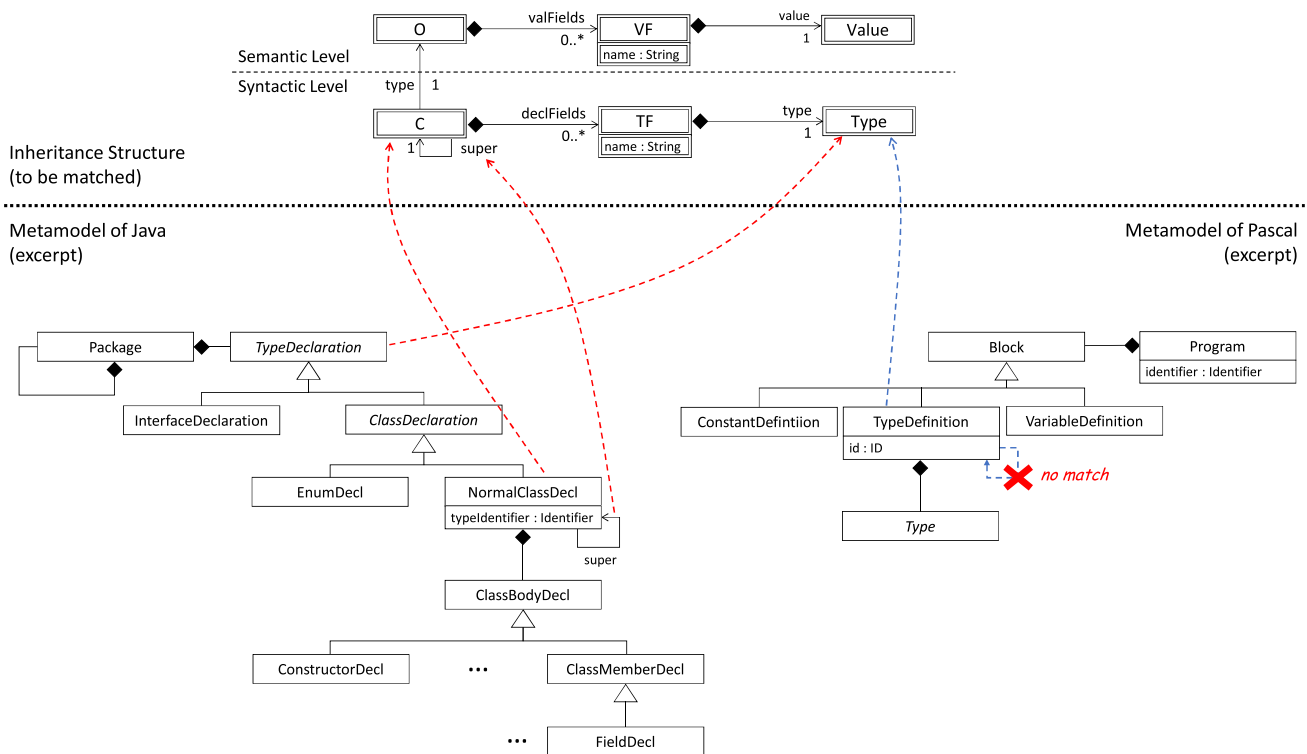 O
valFields
0..*
VF
name : String
value
1
Value
Semantic Level
Syntactic Level
type
1
C
declFields
0..*
TF
name : String
type
1
Type
1
super
Inheritance Structure
(to be matched)
Metamodel of Java
(excerpt)
Metamodel of Pascal
(excerpt)
Package
TypeDeclaration
Block
Program
identifier : Identifier
InterfaceDeclaration
ClassDeclaration
ConstantDefintiion
TypeDefinition
id : ID
VariableDefinition
no match
EnumDecl
NormalClassDecl
typeIdentifier : Identifier
super
Type
ClassBodyDecl
ConstructorDecl
...
ClassMemberDecl
...
FieldDecl